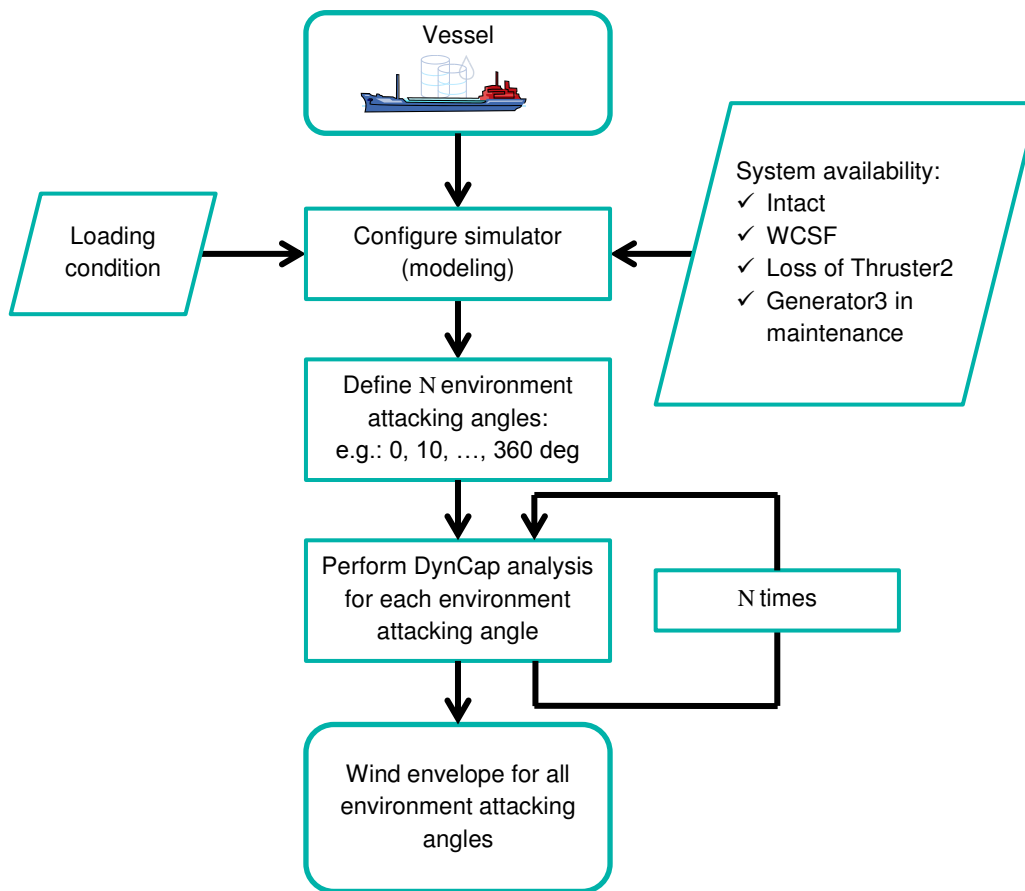 Vessel
Loading
condition
Configure simulator
(modeling)
System availability:
✓ Intact
✓ WCSF
✓ Loss of Thruster2
✓ Generator3 in
maintenance
Define N environment
attacking angles:
e.g.: 0, 10, …, 360 deg
Perform DynCap analysis
for each environment
attacking angle
N times
Wind envelope for all
environment attacking
angles